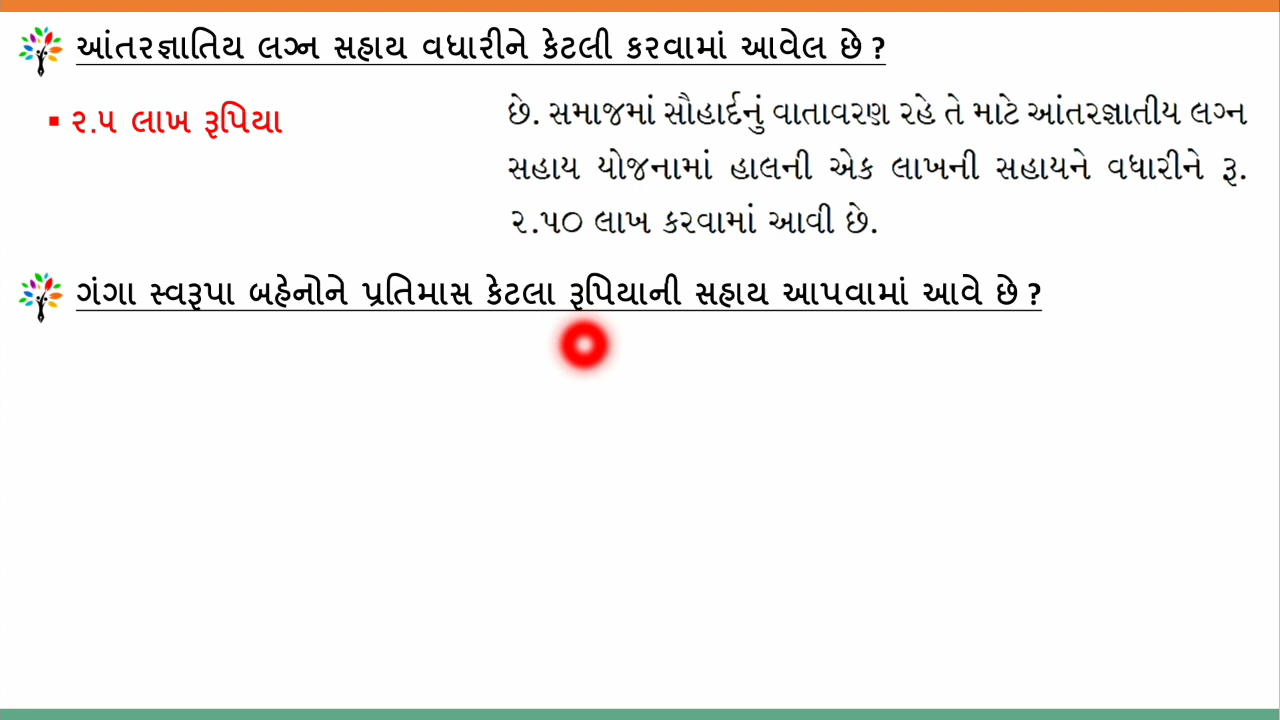 આંતરજ્ઞાતિય લગ્ન સહાય વધારીને કેટલી કરવામાં આવેલ છે ?
▪ ૨.૫ લાખ રૂપિયા
છે. સમાજમાં સૌહાર્દનું વાતાવરણ રહે તે માટે આંતરજ્ઞાતીય લગ્ન
સહાય યોજનામાં હાલની એક લાખની સહાયને વધારીને રૂ.
૨.૫૦ લાખ કરવામાં આવી છે.
ગંગા સ્વરૂપા બહેનોને પ્રતિમાસ કેટલા રૂપિયાની સહાય આપવામાં આવે છે ?